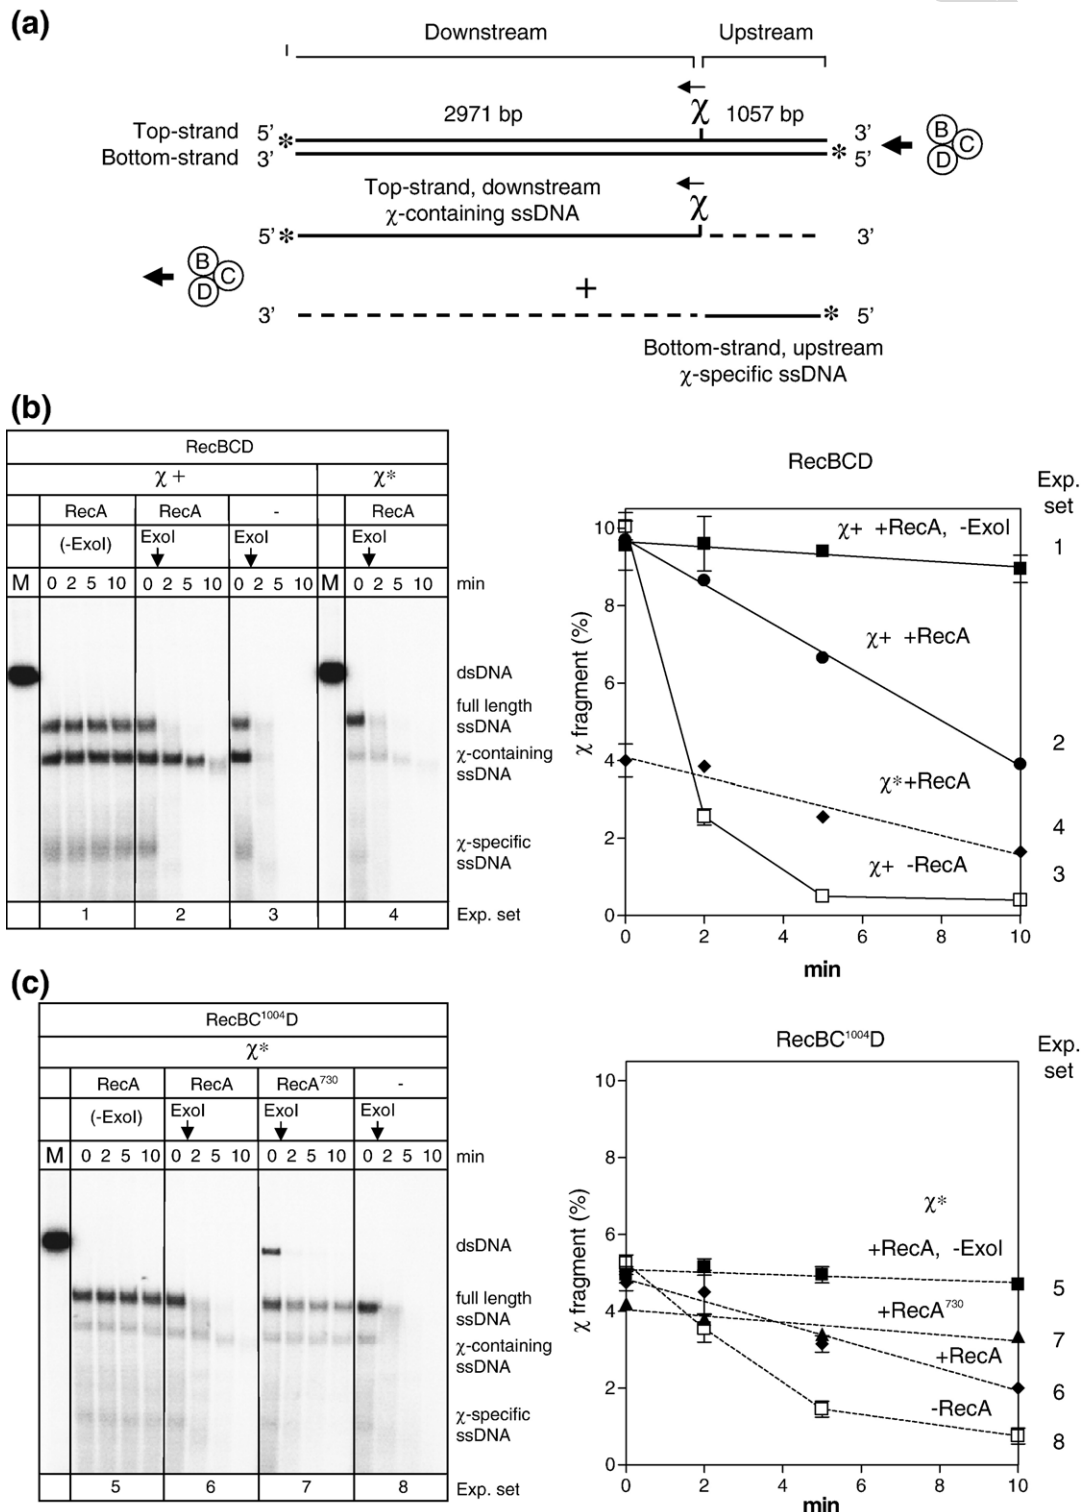 (a)
Downstream Upstream
χ
2971 bp 1057 bp
Top-strand 5' * 3' B C
Bottom-strand 3' * 5' D
Top-strand, downstream
χ-containing ssDNA χ
5' * 3'
B C
D
+
3' * 5'
Bottom-strand, upstream
χ-specific ssDNA
(b)
RecBCD
χ + χ*
RecA RecA - RecA
(-ExoI) ExoI ExoI ExoI
M 0 2 5 10 0 2 5 10 0 2 5 10 M 0 2 5 10 min
dsDNA
full length
ssDNA
χ-containing
ssDNA
χ-specific
ssDNA
1 2 3 4 Exp. set
RecBCD
Exp.
set
χ fragment (%)
10
8
6
4
2
0
χ+ +RecA, -ExoI 1
χ+ +RecA
2
χ*+RecA
4
χ+ -RecA 3
0 2 4 6 8 10
min
(c)
RecBC1004D
χ*
RecA RecA RecA730 -
(-ExoI) ExoI ExoI ExoI
M 0 2 5 10 0 2 5 10 0 2 5 10 0 2 5 10 min
dsDNA
full length
ssDNA
χ-containing
ssDNA
χ-specific
ssDNA
5 6 7 8 Exp. set
RecBC1004D
Exp.
set
χ fragment (%)
10
8
6
4
2
0
χ*
+RecA, -ExoI
5
+RecA730
7
+RecA
6
-RecA
8
0 2 4 6 8 10
min